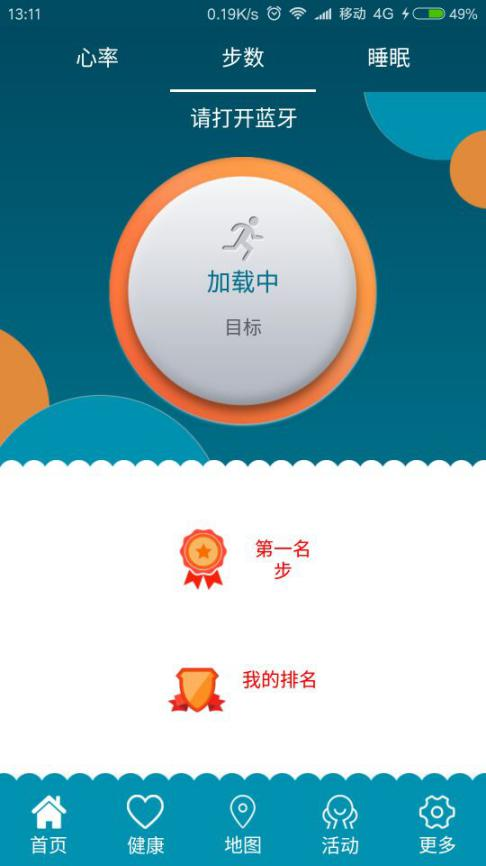 13:11 0.19K/s 移动 4G 49%
心率 步数 睡眠
请打开蓝牙
加载中
目标
第一名
步
我的排名
首页 健康 地图 活动 更多